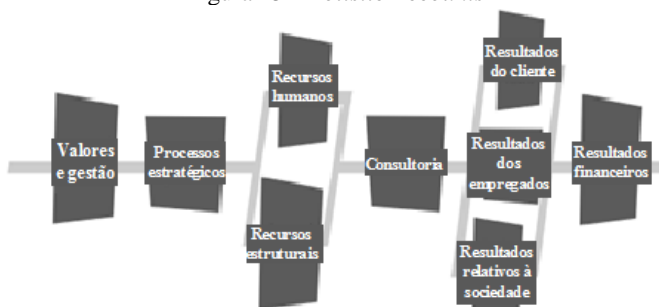 Valores
e gestão
Processos
estratégicos
Recursos
humanos
Recursos
estruturais
Consultoria
Resultados
do cliente
Resultados
dos
empregados
Resultados
relativos à
sociedade
Resultados
financeiros